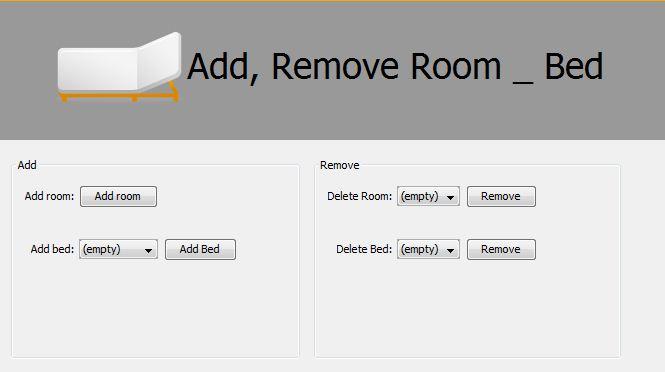 Add, Remove Room _ Bed
Add
Add room: Add room
Add bed: (empty) Add Bed
Remove
Delete Room: (empty) Remove
Delete Bed: (empty) Remove